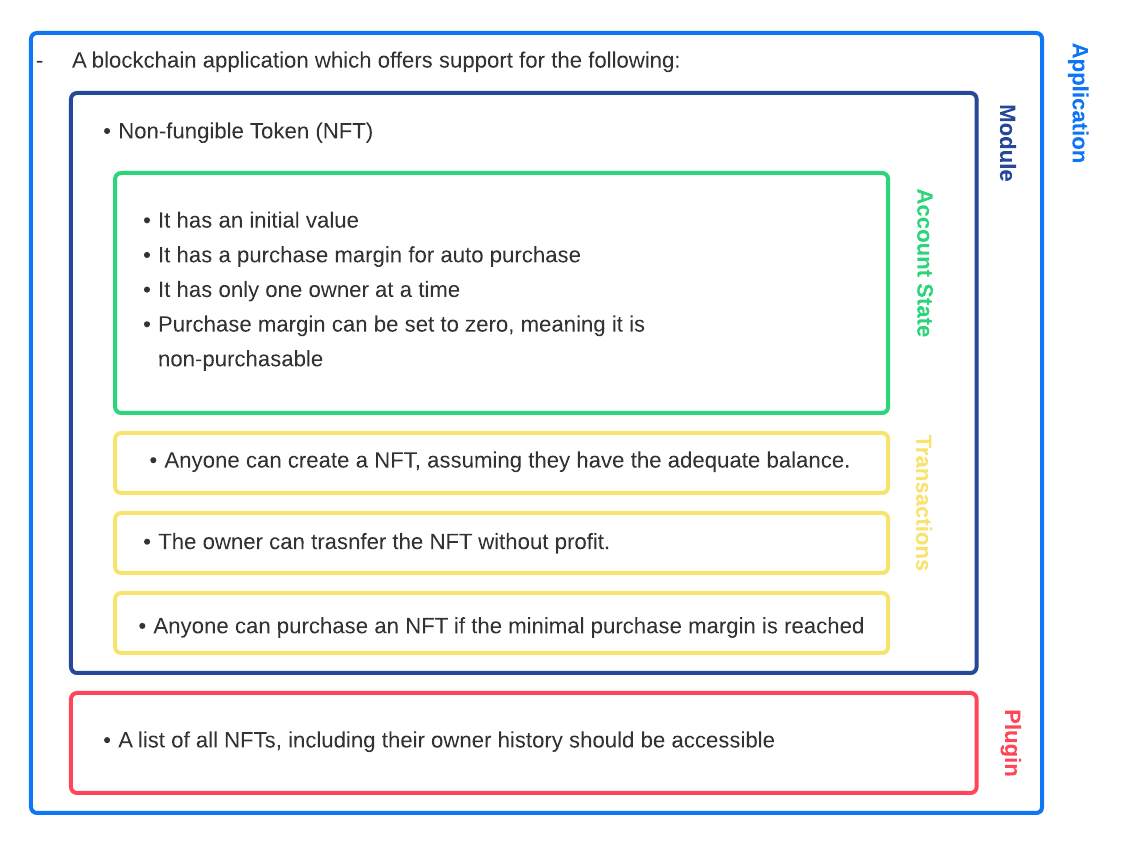 - A blockchain application which offers support for the following:
Application
• Non-fungible Token (NFT)
Module
• It has an initial value
• It has a purchase margin for auto purchase
• It has only one owner at a time
• Purchase margin can be set to zero, meaning it is
non-purchasable
Account State
• Anyone can create a NFT, assuming they have the adequate balance.
• The owner can trasnfer the NFT without profit.
• Anyone can purchase an NFT if the minimal purchase margin is reached
Transactions
• A list of all NFTs, including their owner history should be accessible
Plugin